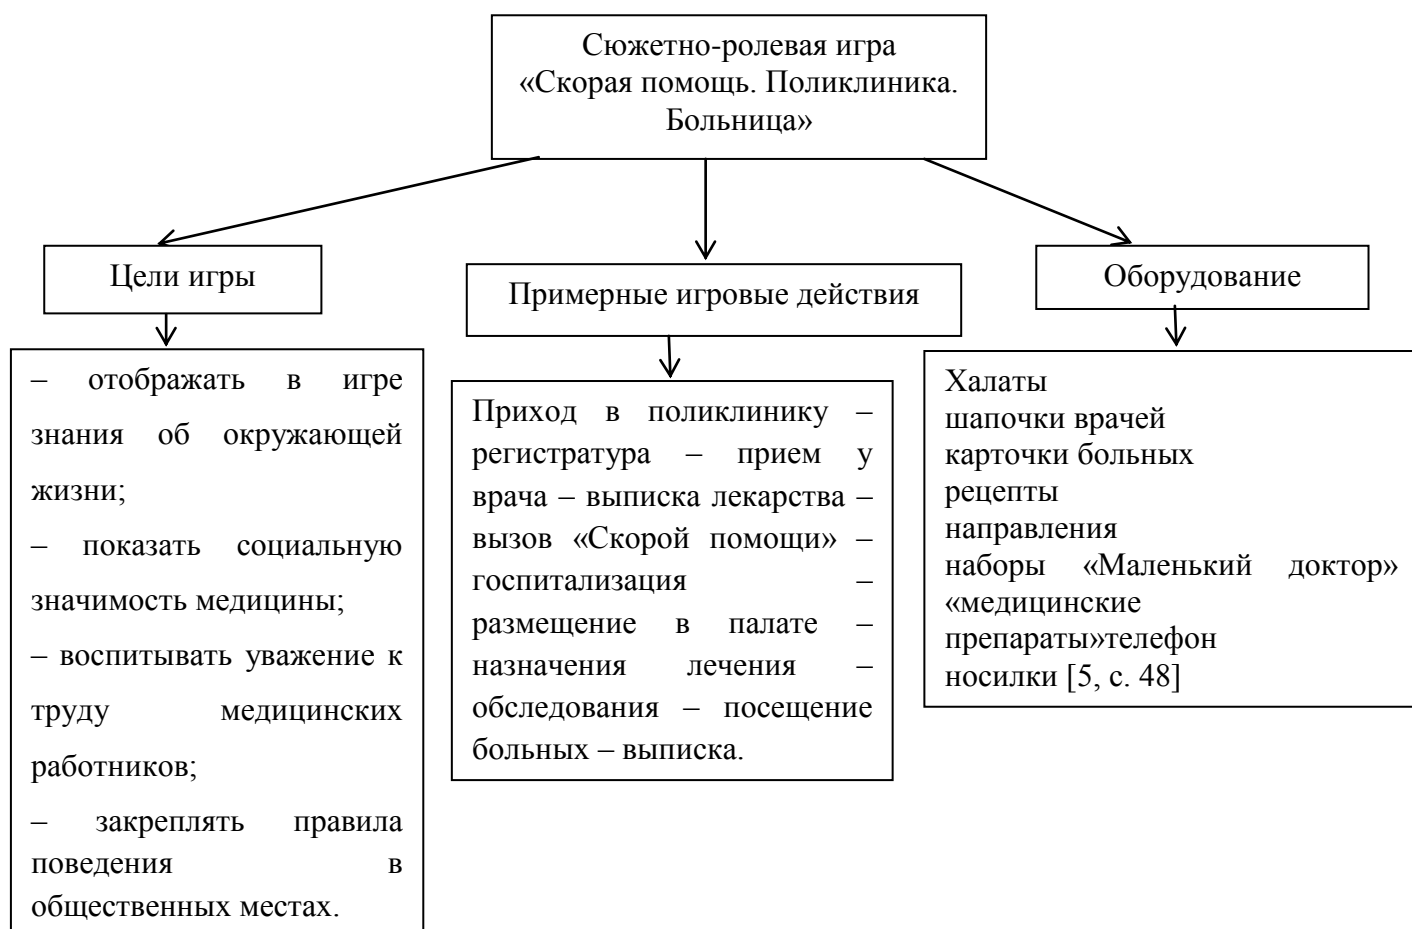 Сюжетно-ролевая игра
«Скорая помощь. Поликлиника.
Больница»
Цели игры
Примерные игровые действия
Оборудование
– отображать в игре
знания об окружающей
жизни;
– показать социальную
значимость медицины;
– воспитывать уважение к
труду медицинских
работников;
– закреплять правила
поведения в
общественных местах.
Приход в поликлинику –
регистратура – прием у
врача – выписка лекарства –
вызов «Скорой помощи» –
госпитализация –
размещение в палате –
назначения лечения –
обследования – посещение
больных – выписка.
Халаты
шапочки врачей
карточки больных
рецепты
направления
наборы «Маленький доктор»
«медицинские
препараты»телефон
носилки [5, с. 48]